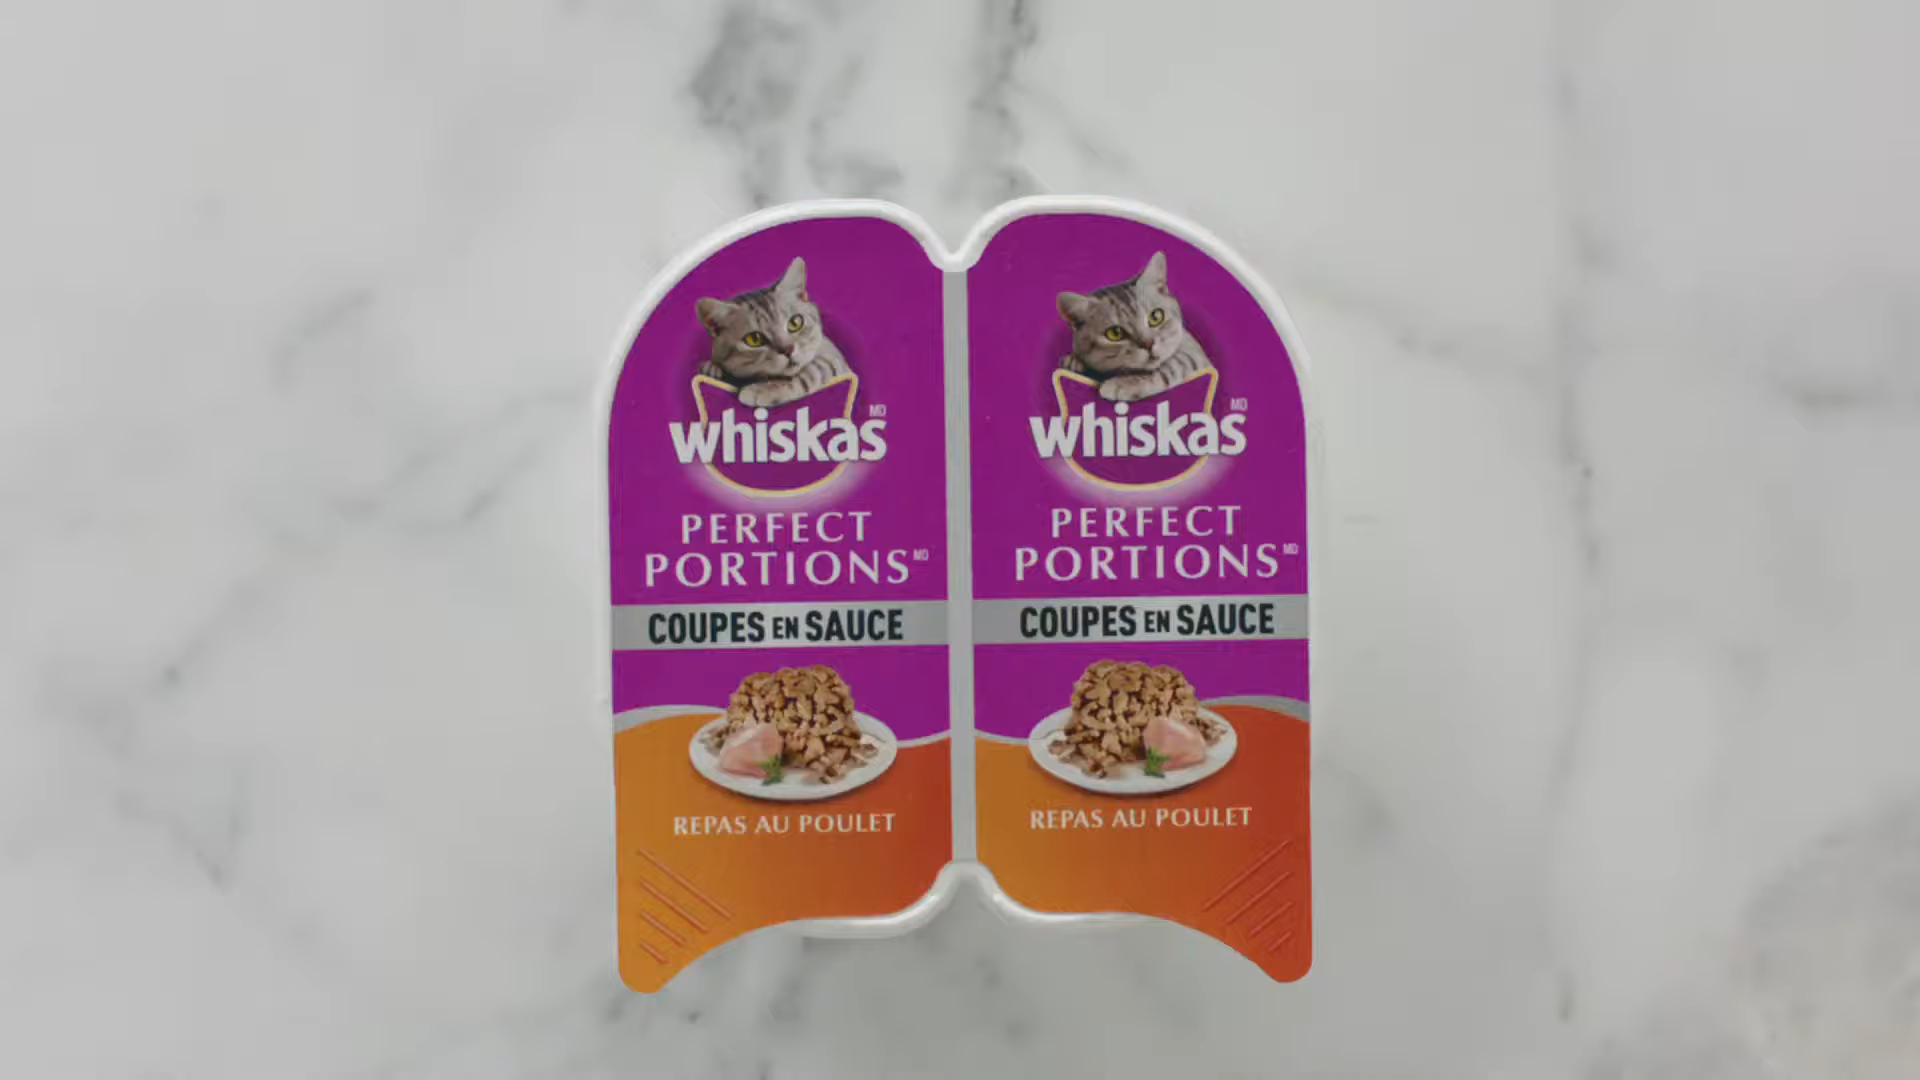 whiskas MD
PERFECT
PORTIONS MD
COUPES EN SAUCE
REPAS AU POULET
whiskas MD
PERFECT
PORTIONS MD
COUPES EN SAUCE
REPAS AU POULET